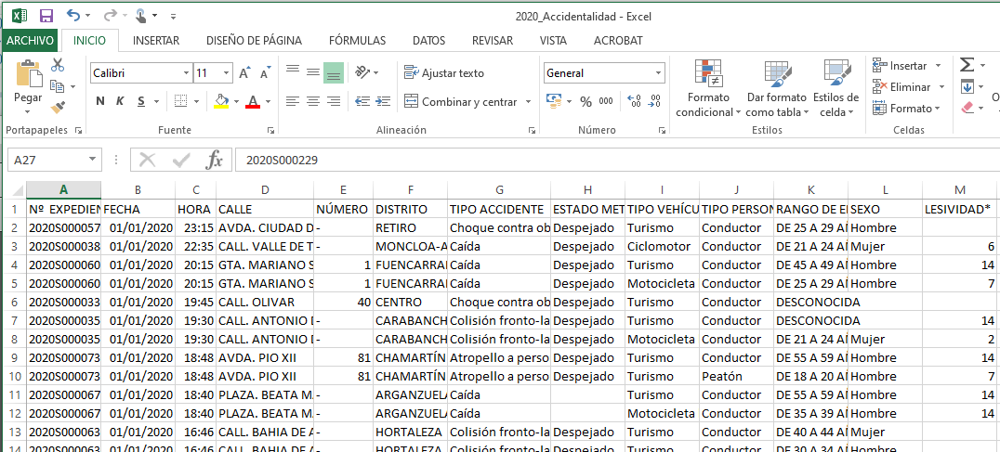 2020_Accidentalidad - Excel
ARCHIVO INICIO INSERTAR DISEÑO DE PÁGINA FÓRMULAS DATOS REVISAR VISTA ACROBAT
Calibri 11 Ajustar texto General Insertar
Pegar N K S Combinar y centrar % 000 Formato condicional Dar formato como tabla Estilos de celda Eliminar
Formato
Portapapeles Fuente Alineación Número Estilos Celdas
A27 fx 2020S000229
A B C D E F G H I J K L M
1 Nº EXPEDIEN FECHA HORA CALLE NÚMERO DISTRITO TIPO ACCIDENTE ESTADO MET TIPO VEHÍCU TIPO PERSON RANGO DE E SEXO LESIVIDAD*
2 2020S000057 01/01/2020 23:15 AVDA. CIUDAD D - RETIRO Choque contra ob Despejado Turismo Conductor DE 25 A 29 A Hombre
3 2020S000038 01/01/2020 22:35 CALL. VALLE DE T - MONCLOA-A Caída Despejado Ciclomotor Conductor DE 21 A 24 A Mujer 6
4 2020S000060 01/01/2020 20:15 GTA. MARIANO S 1 FUENCARRA Caída Despejado Turismo Conductor DE 45 A 49 A Hombre 14
5 2020S000060 01/01/2020 20:15 GTA. MARIANO S 1 FUENCARRA Caída Despejado Motocicleta Conductor DE 25 A 29 A Hombre 7
6 2020S000033 01/01/2020 19:45 CALL. OLIVAR 40 CENTRO Choque contra ob Despejado Turismo Conductor DESCONOCIDA
7 2020S000035 01/01/2020 19:30 CALL. ANTONIO - CARABANCH Colisión fronto-la Despejado Turismo Conductor DESCONOCIDA 14
8 2020S000035 01/01/2020 19:30 CALL. ANTONIO - CARABANCH Colisión fronto-la Despejado Motocicleta Conductor DE 21 A 24 A Mujer 2
9 2020S000073 01/01/2020 18:48 AVDA. PIO XII 81 CHAMARTÍN Atropello a perso Despejado Turismo Conductor DE 55 A 59 A Hombre 14
10 2020S000073 01/01/2020 18:48 AVDA. PIO XII 81 CHAMARTÍN Atropello a perso Despejado Turismo Peatón DE 18 A 20 A Hombre 7
11 2020S000067 01/01/2020 18:40 PLAZA. BEATA M - ARGANZUELA Caída Turismo Conductor DE 55 A 59 A Hombre 14
12 2020S000067 01/01/2020 18:40 PLAZA. BEATA M - ARGANZUELA Caída Motocicleta Conductor DE 35 A 39 A Hombre 14
13 2020S000063 01/01/2020 16:46 CALL. BAHIA DE A - HORTALEZA Colisión fronto-la Despejado Turismo Conductor DE 40 A 44 A Mujer
14 2020S000063 01/01/2020 16:46 CALL. BAHIA DE A - HORTALEZA Colisión fronto-la Despejado Turismo Conductor DE 30 A 34 A Hombre